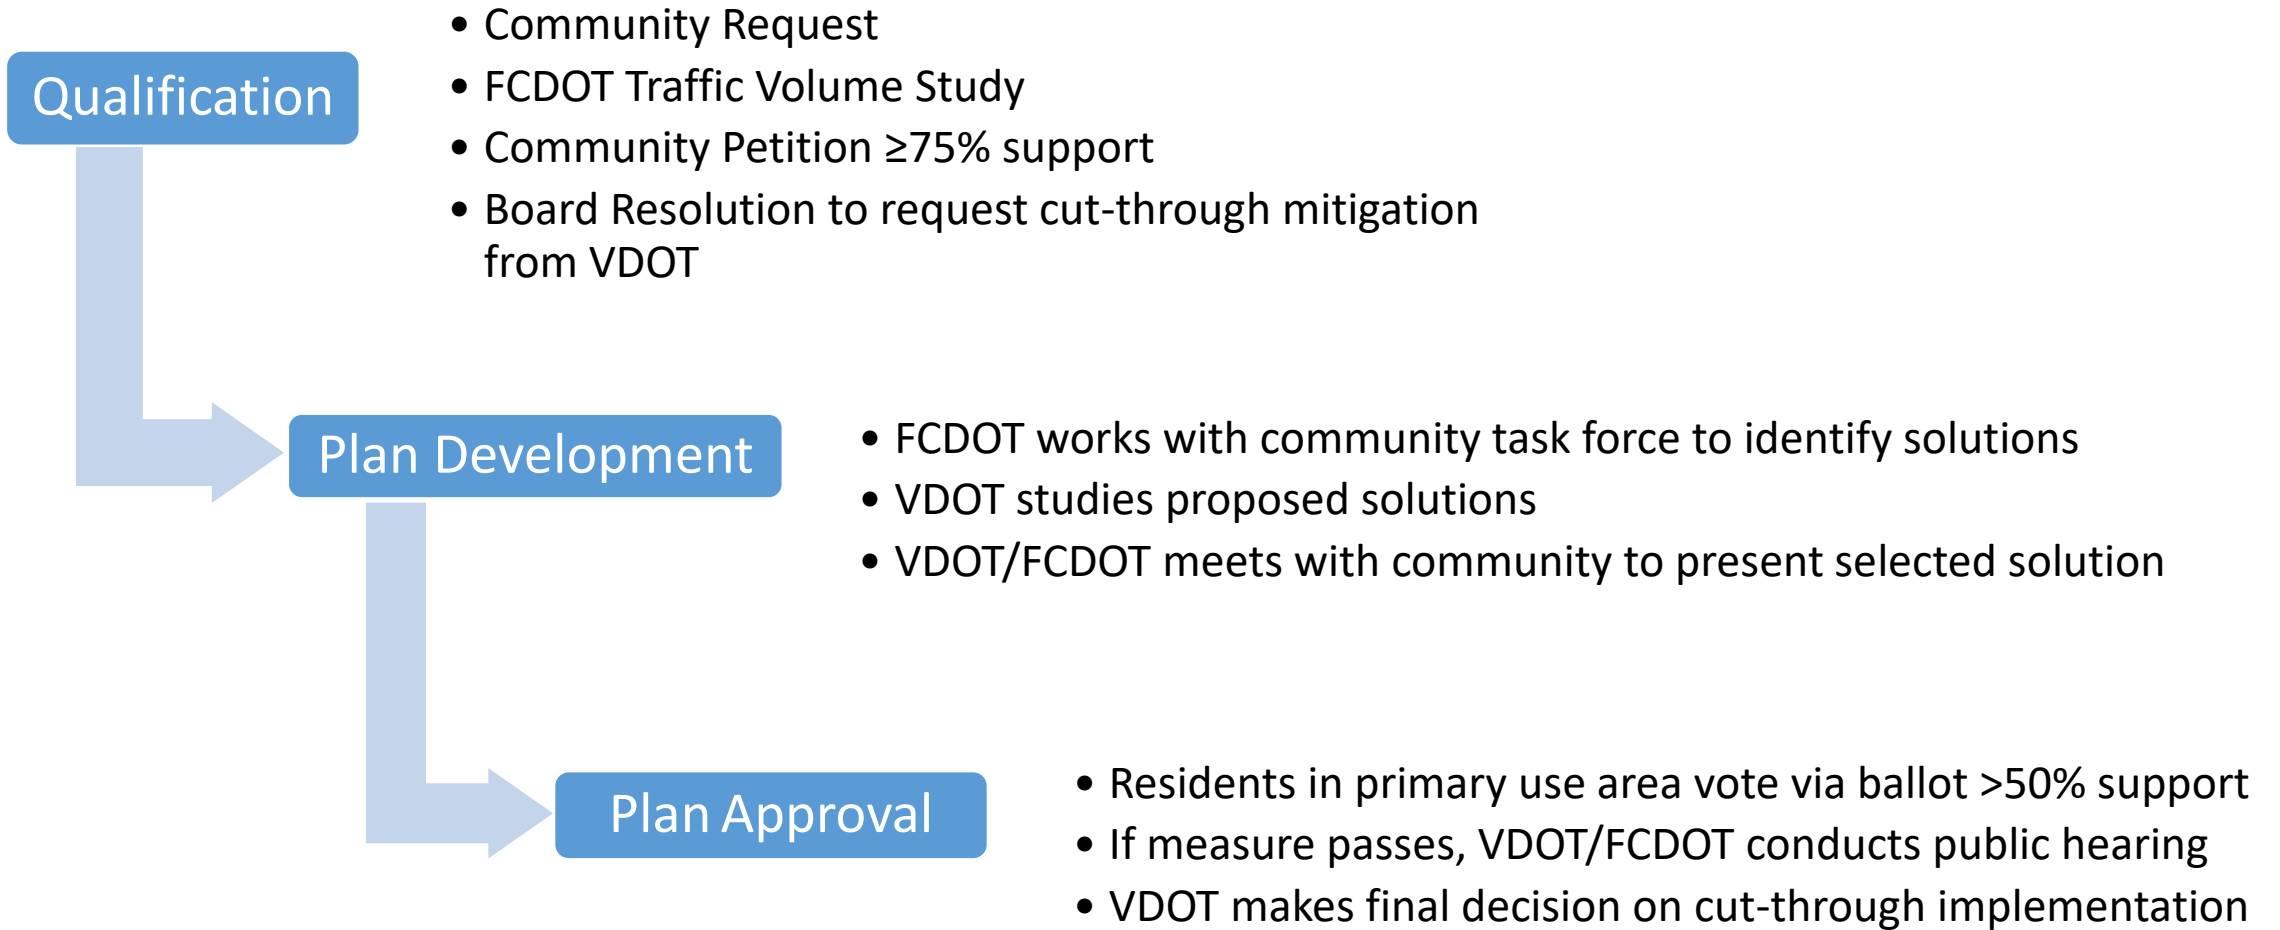 Qualification
• Community Request
• FCDOT Traffic Volume Study
• Community Petition ≥75% support
• Board Resolution to request cut-through mitigation
from VDOT
Plan Development
• FCDOT works with community task force to identify solutions
• VDOT studies proposed solutions
• VDOT/FCDOT meets with community to present selected solution
Plan Approval
• Residents in primary use area vote via ballot >50% support
• If measure passes, VDOT/FCDOT conducts public hearing
• VDOT makes final decision on cut-through implementation